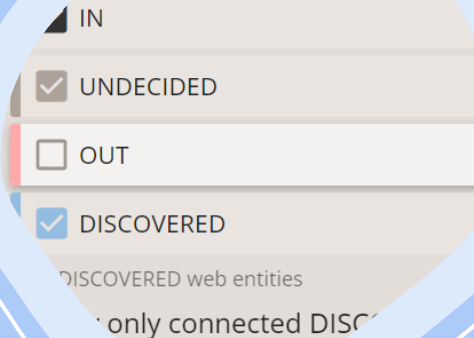 IN
UNDECIDED
OUT
DISCOVERED
DISCOVERED web entities
only connected